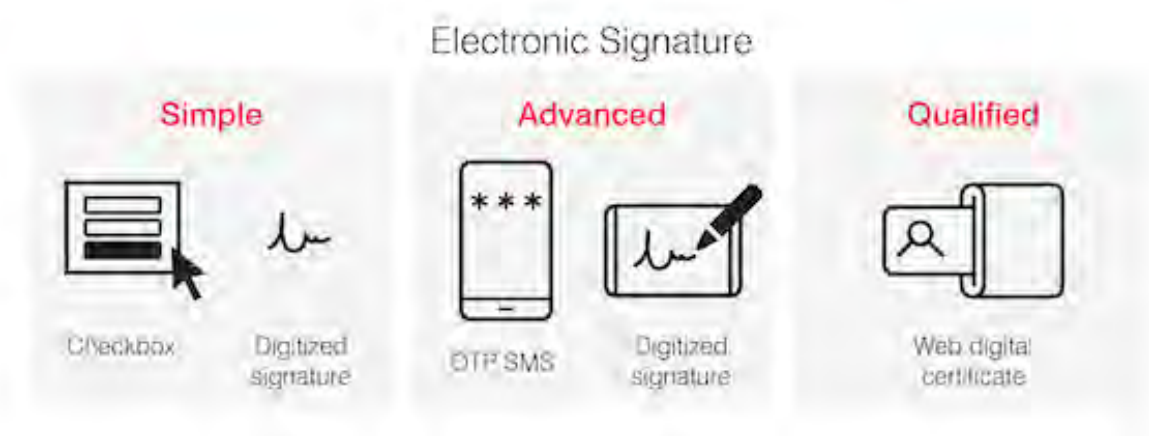 Electronic Signature
Simple
Advanced
Qualified
Checkbox
Digitized
signature
* * *
OTP SMS
Digitized
signature
Web digital
certificate